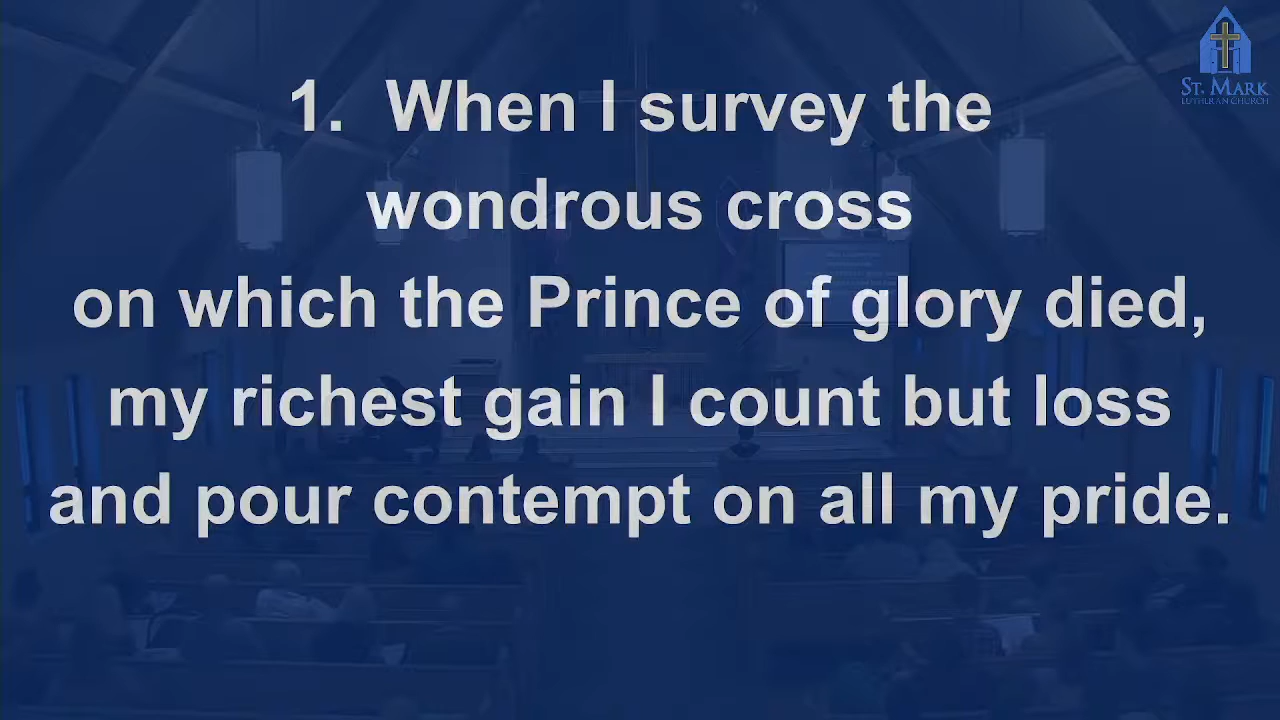 1. When I survey the
wondrous cross
on which the Prince of glory died,
my richest gain I count but loss
and pour contempt on all my pride.
ST. MARK
LUTHERAN CHURCH